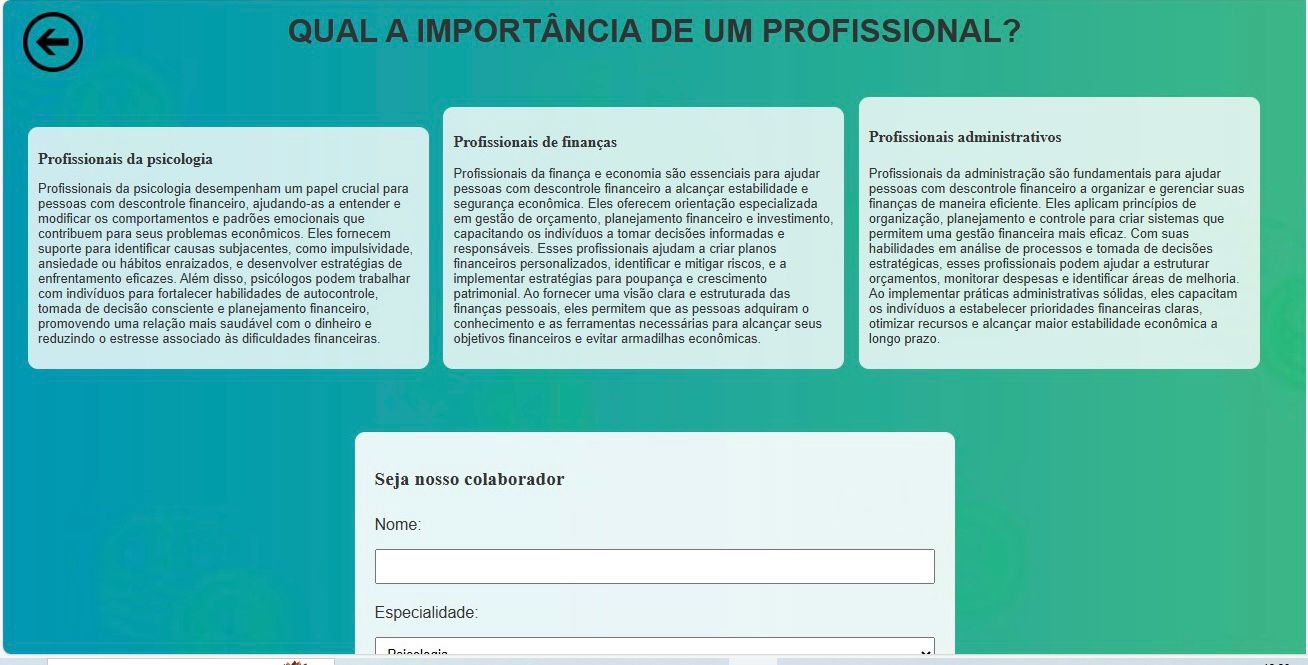 QUAL A IMPORTÂNCIA DE UM PROFISSIONAL?
Profissionais da psicologia
Profissionais da psicologia desempenham um papel crucial para
pessoas com descontrole financeiro, ajudando-as a entender e
modificar os comportamentos e padrões emocionais que
contribuem para seus problemas econômicos. Eles fornecem
suporte para identificar causas subjacentes, como impulsividade,
ansiedade ou hábitos enraizados, e desenvolver estratégias de
enfrentamento eficazes. Além disso, psicólogos podem trabalhar
com indivíduos para fortalecer habilidades de autocontrole,
tomada de decisão consciente e planejamento financeiro,
promovendo uma relação mais saudável com o dinheiro e
reduzindo o estresse associado às dificuldades financeiras.
Profissionais de finanças
Profissionais da finança e economia são essenciais para ajudar
pessoas com descontrole financeiro a alcançar estabilidade e
segurança econômica. Eles oferecem orientação especializada
em gestão de orçamento, planejamento financeiro e investimento,
capacitando os indivíduos a tomar decisões informadas e
responsáveis. Esses profissionais ajudam a criar planos
financeiros personalizados, identificar e mitigar riscos, e a
implementar estratégias para poupança e crescimento
patrimonial. Ao fornecer uma visão clara e estruturada das
finanças pessoais, eles permitem que as pessoas adquiram o
conhecimento e as ferramentas necessárias para alcançar seus
objetivos financeiros e evitar armadilhas econômicas.
Profissionais administrativos
Profissionais da administração são fundamentais para ajudar
pessoas com descontrole financeiro a organizar e gerenciar suas
finanças de maneira eficiente. Eles aplicam princípios de
organização, planejamento e controle para criar sistemas que
permitem uma gestão financeira mais eficaz. Com suas
habilidades em análise de processos e tomada de decisões
estratégicas, esses profissionais podem ajudar a estruturar
orçamentos, monitorar despesas e identificar áreas de melhoria.
Ao implementar práticas administrativas sólidas, eles capacitam
os indivíduos a estabelecer prioridades financeiras claras,
otimizar recursos e alcançar maior estabilidade econômica a
longo prazo.
Seja nosso colaborador
Nome:
Especialidade:
Psicologia